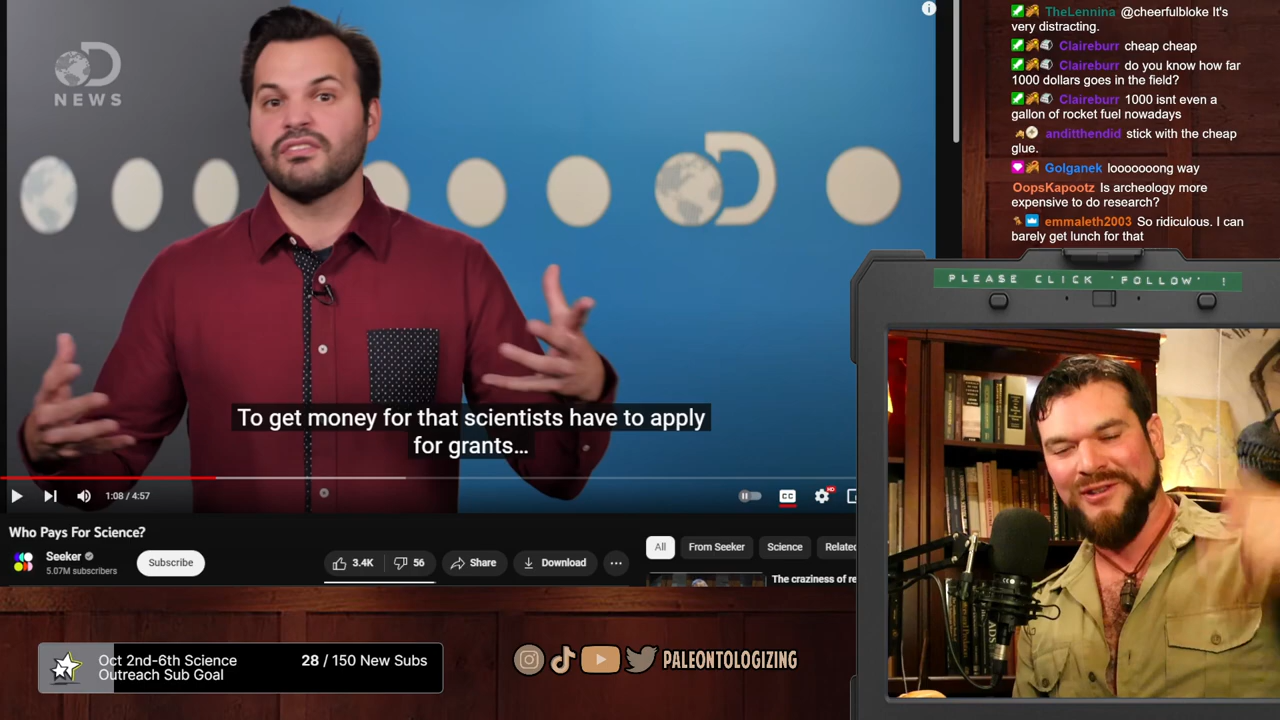 NEWS
To get money for that scientists have to apply
for grants...
1:08 / 4:57
CC
HD
Who Pays For Science?
Seeker
5.07M subscribers
Subscribe
3.4K
56
Share
Download
All
From Seeker
Science
Related
The craziness of re
TheLennina @cheerfulbloke It's
very distracting.
Claireburr cheap cheap
Claireburr do you know how far
1000 dollars goes in the field?
Claireburr 1000 isnt even a
gallon of rocket fuel nowadays
anditthendid stick with the cheap
glue.
Golganek looooooong way
OopsKapootz Is archeology more
expensive to do research?
emmaleth2003 So ridiculous. I can
barely get lunch for that
PLEASE CLICK 'FOLLOW' !
Oct 2nd-6th Science
Outreach Sub Goal
28 / 150 New Subs
PALEONTOLOGIZING